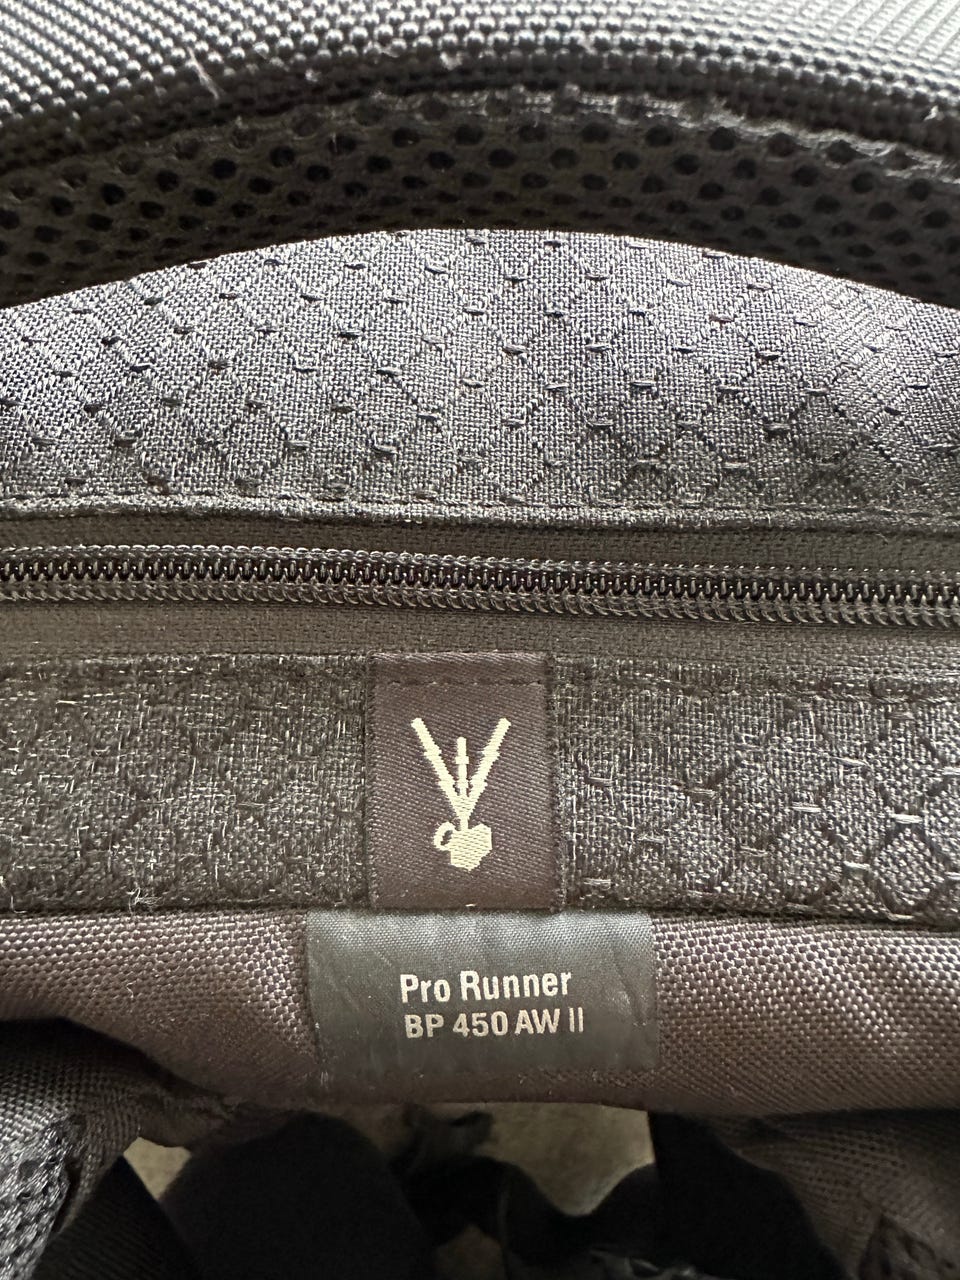 Pro Runner
BP 450 AW II